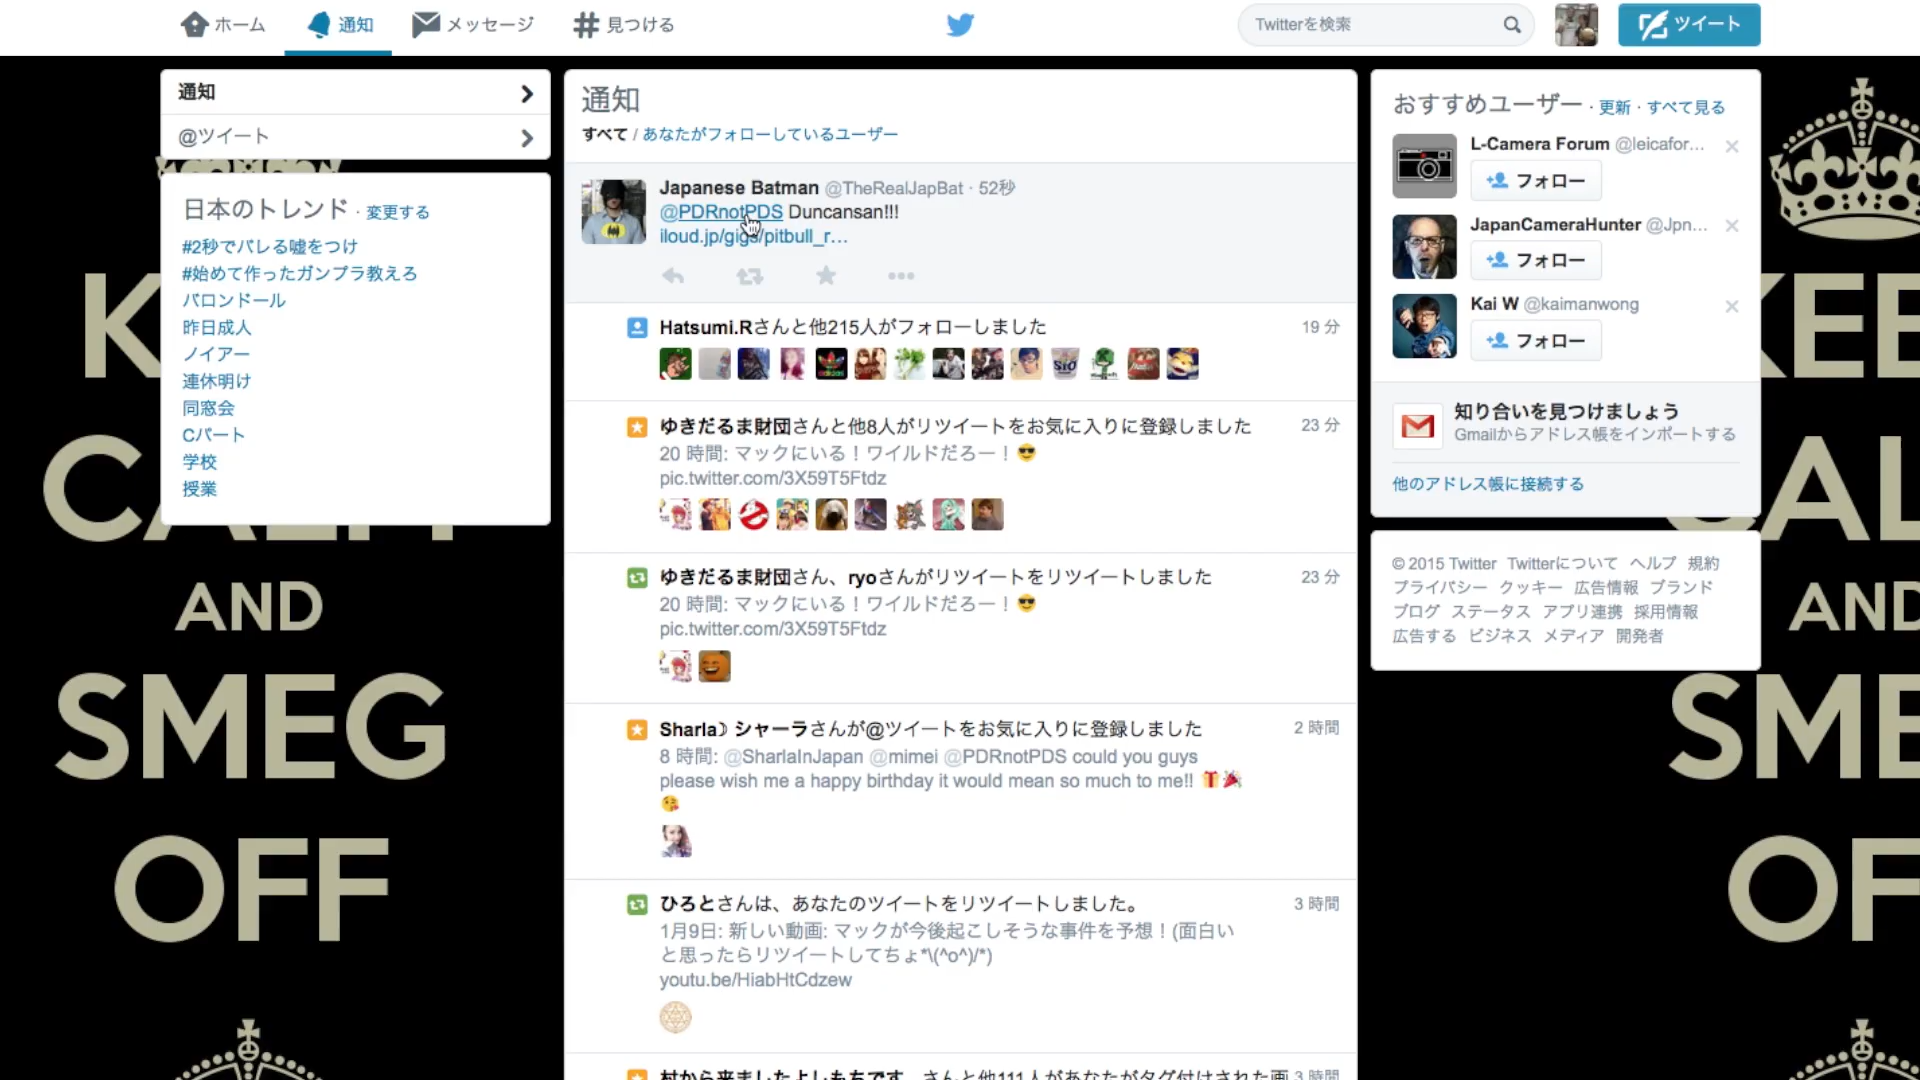 ホーム
通知
メッセージ
見つける
Twitterを検索
ツイート
通知
@ツイート
日本のトレンド · 変更する
#2秒でバレる嘘をつけ
#始めて作ったガンプラ教えろ
バロンドール
昨日成人
ノイアー
連休明け
同窓会
Cパート
学校
授業
通知
すべて / あなたがフォローしているユーザー
Japanese Batman @TheRealJapBat · 52秒
@PDRnotPDS Duncansan!!!
iloud.jp/gigs/pitbull_r…
Hatsumi.Rさんと他215人がフォローしました
19 分
ゆきだるま財団さんと他8人がリツイートをお気に入りに登録しました
23 分
20 時間: マックにいる！ワイルドだろー！😎
pic.twitter.com/3X59T5Ftdz
ゆきだるま財団さん、ryoさんがリツイートをリツイートしました
23 分
20 時間: マックにいる！ワイルドだろー！😎
pic.twitter.com/3X59T5Ftdz
Sharla☽ シャーラさんが@ツイートをお気に入りに登録しました
2 時間
8 時間: @SharlaInJapan @mimei @PDRnotPDS could you guys
please wish me a happy birthday it would mean so much to me!! 🎁🎉
😘
ひろとさんは、あなたのツイートをリツイートしました。
3 時間
1月9日: 新しい動画: マックが今後起こしそうな事件を予想！(面白い
と思ったらリツイートしてちょ*\(^o^)/*)
youtu.be/HiabHtCdzew
村から来ましたよしもちです。さんと他111人があなたがタグ付けされた画
3 時間
おすすめユーザー · 更新 · すべて見る
L-Camera Forum @leicafor…
フォロー
JapanCameraHunter @Jpn…
フォロー
Kai W @kaimanwong
フォロー
知り合いを見つけましょう
Gmailからアドレス帳をインポートする
他のアドレス帳に接続する
© 2015 Twitter Twitterについて ヘルプ 規約
プライバシー クッキー 広告情報 ブランド
ブログ ステータス アプリ連携 採用情報
広告する ビジネス メディア 開発者
K
CALM
AND
SMEG
OFF
KEE
CAL
AND
SME
OF